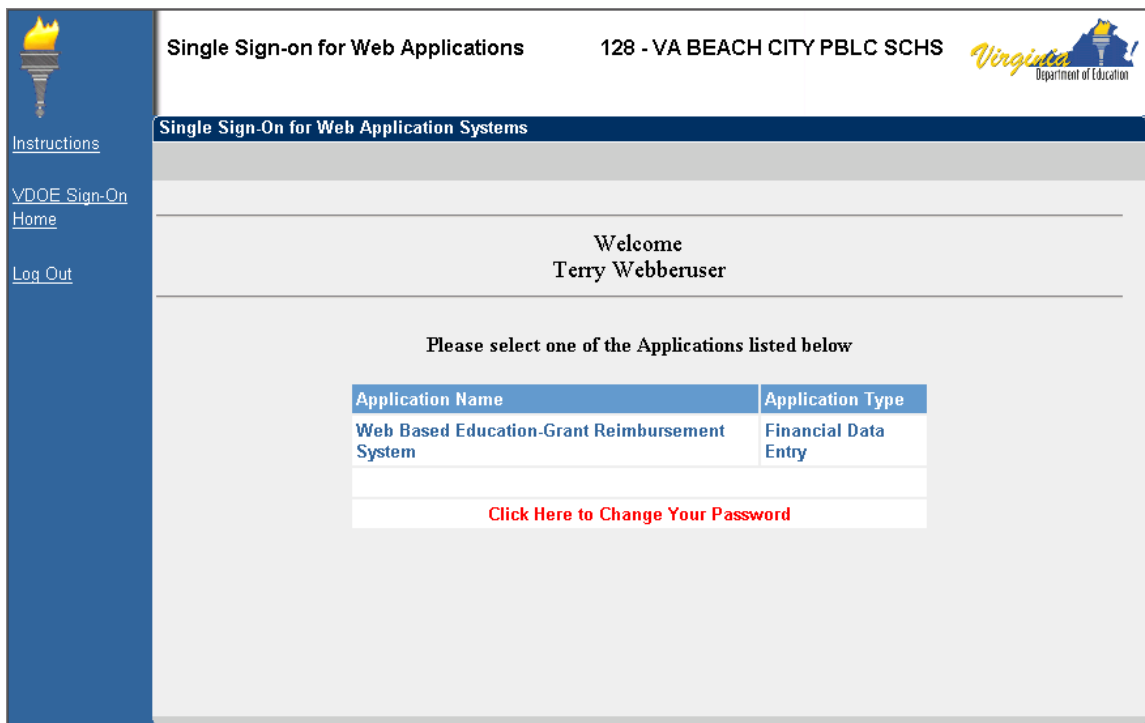 Single Sign-on for Web Applications
128 - VA BEACH CITY PBLC SCHS
Virginia
Department of Education
Instructions
VDOE Sign-On
Home
Log Out
Single Sign-On for Web Application Systems
Welcome
Terry Webberuser
Please select one of the Applications listed below
Application Name
Application Type
Web Based Education-Grant Reimbursement
System
Financial Data
Entry
Click Here to Change Your Password